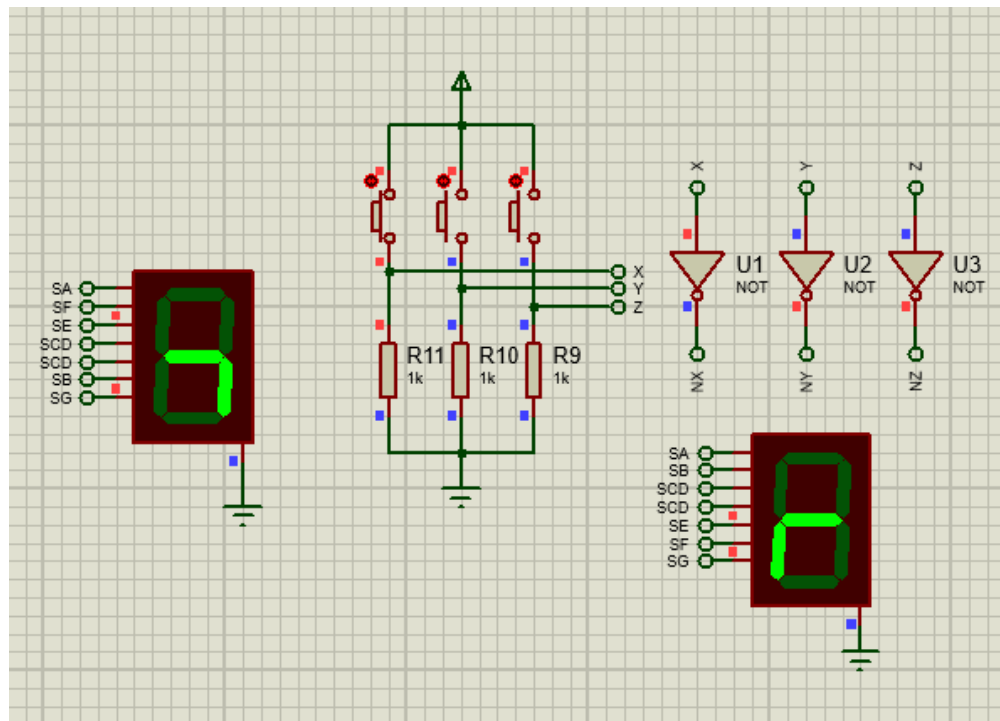 X Y Z
U1 U2 U3
NOT NOT NOT
X
Y
Z
SA
SF
SE
SCD
SCD
SB
SG
R11 R10 R9
1k 1k 1k
NX NY NZ
SA
SB
SCD
SCD
SE
SF
SG